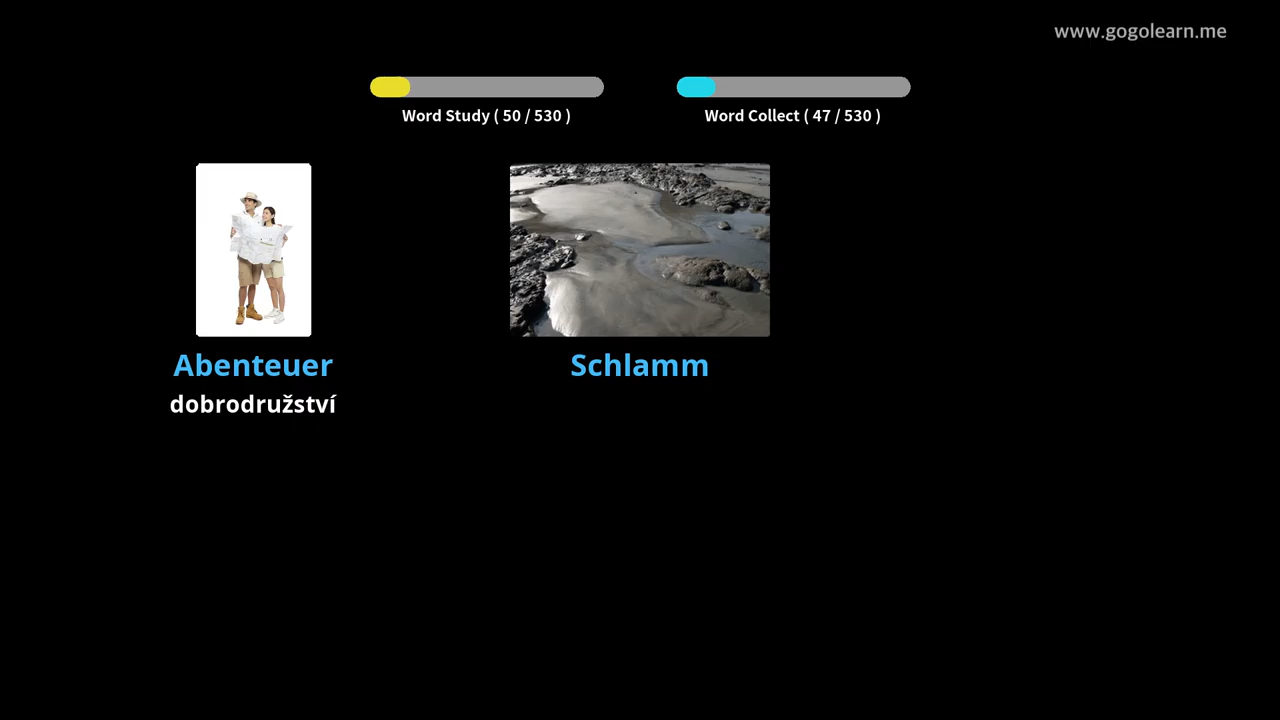 www.gogolearn.me
Word Study ( 50 / 530 )
Word Collect ( 47 / 530 )
Abenteuer
dobrodružství
Schlamm